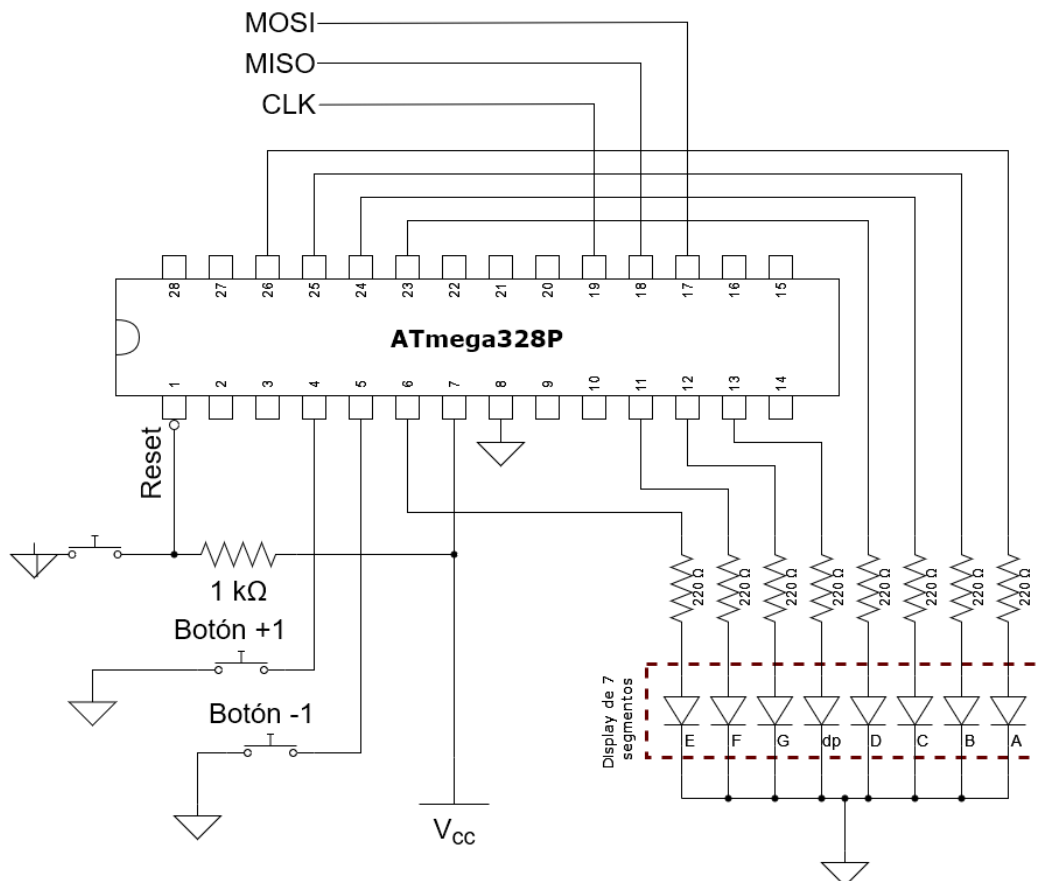 MOSI
MISO
CLK
28 27 26 25 24 23 22 21 20 19 18 17 16 15
ATmega328P
1 2 3 4 5 6 7 8 9 10 11 12 13 14
Reset
1 kΩ
220 Ω 220 Ω 220 Ω 220 Ω 220 Ω 220 Ω 220 Ω 220 Ω
Botón +1
Botón -1
Display de 7
segmentos
E F G dp D C B A
VCC